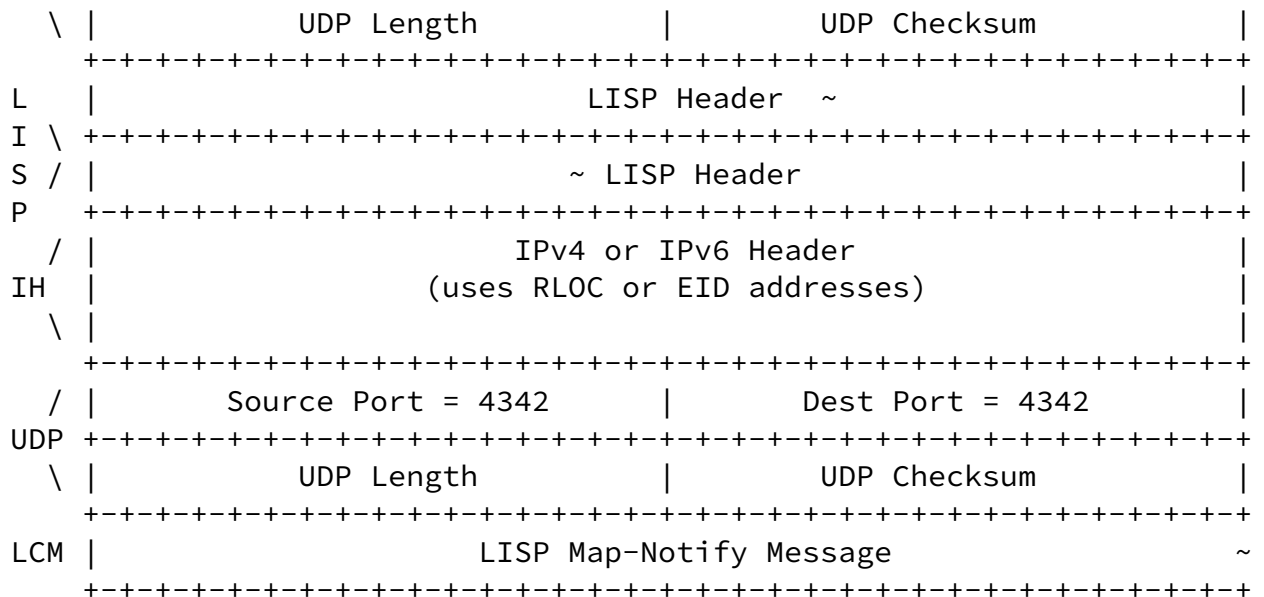 \ |           UDP Length          |        UDP Checksum           |
    +-+-+-+-+-+-+-+-+-+-+-+-+-+-+-+-+-+-+-+-+-+-+-+-+-+-+-+-+-+-+-+-+
L   |                           LISP Header  ~                      |
I \ +-+-+-+-+-+-+-+-+-+-+-+-+-+-+-+-+-+-+-+-+-+-+-+-+-+-+-+-+-+-+-+-+
S / |                          ~ LISP Header                        |
P   +-+-+-+-+-+-+-+-+-+-+-+-+-+-+-+-+-+-+-+-+-+-+-+-+-+-+-+-+-+-+-+-+
  / |                       IPv4 or IPv6 Header                     |
IH  |                  (uses RLOC or EID addresses)                 |
  \ |                                                               |
    +-+-+-+-+-+-+-+-+-+-+-+-+-+-+-+-+-+-+-+-+-+-+-+-+-+-+-+-+-+-+-+-+
  / |       Source Port = 4342      |       Dest Port = 4342        |
UDP +-+-+-+-+-+-+-+-+-+-+-+-+-+-+-+-+-+-+-+-+-+-+-+-+-+-+-+-+-+-+-+-+
  \ |           UDP Length          |        UDP Checksum           |
    +-+-+-+-+-+-+-+-+-+-+-+-+-+-+-+-+-+-+-+-+-+-+-+-+-+-+-+-+-+-+-+-+
LCM |                     LISP Map-Notify Message                   ~
    +-+-+-+-+-+-+-+-+-+-+-+-+-+-+-+-+-+-+-+-+-+-+-+-+-+-+-+-+-+-+-+-+